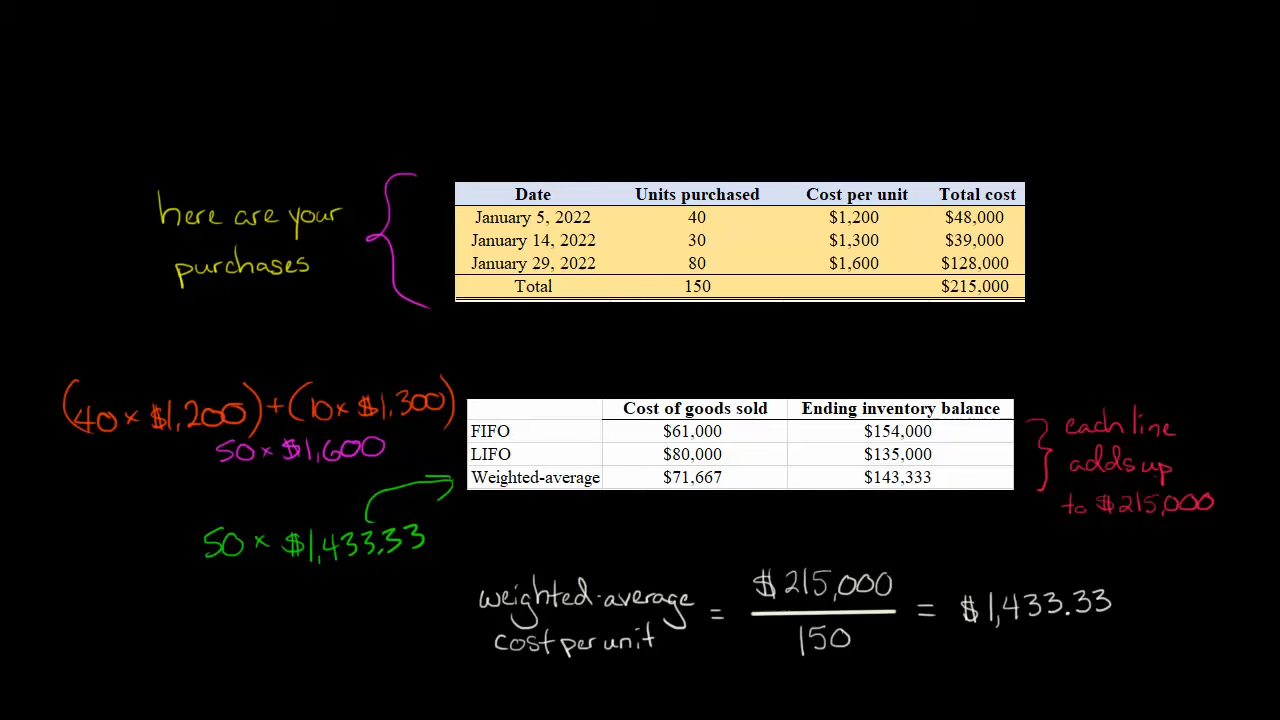 here are your
purchases
Date Units purchased Cost per unit Total cost
January 5, 2022 40 $1,200 $48,000
January 14, 2022 30 $1,300 $39,000
January 29, 2022 80 $1,600 $128,000
Total 150 $215,000
(40 × $1,200) + (10 × $1,300)
50 × $1,600
50 × $1,433.33
Cost of goods sold Ending inventory balance
FIFO $61,000 $154,000
LIFO $80,000 $135,000
Weighted-average $71,667 $143,333
each line
adds up
to $215,000
weighted-average
cost per unit
= $215,000
150
= $1,433.33